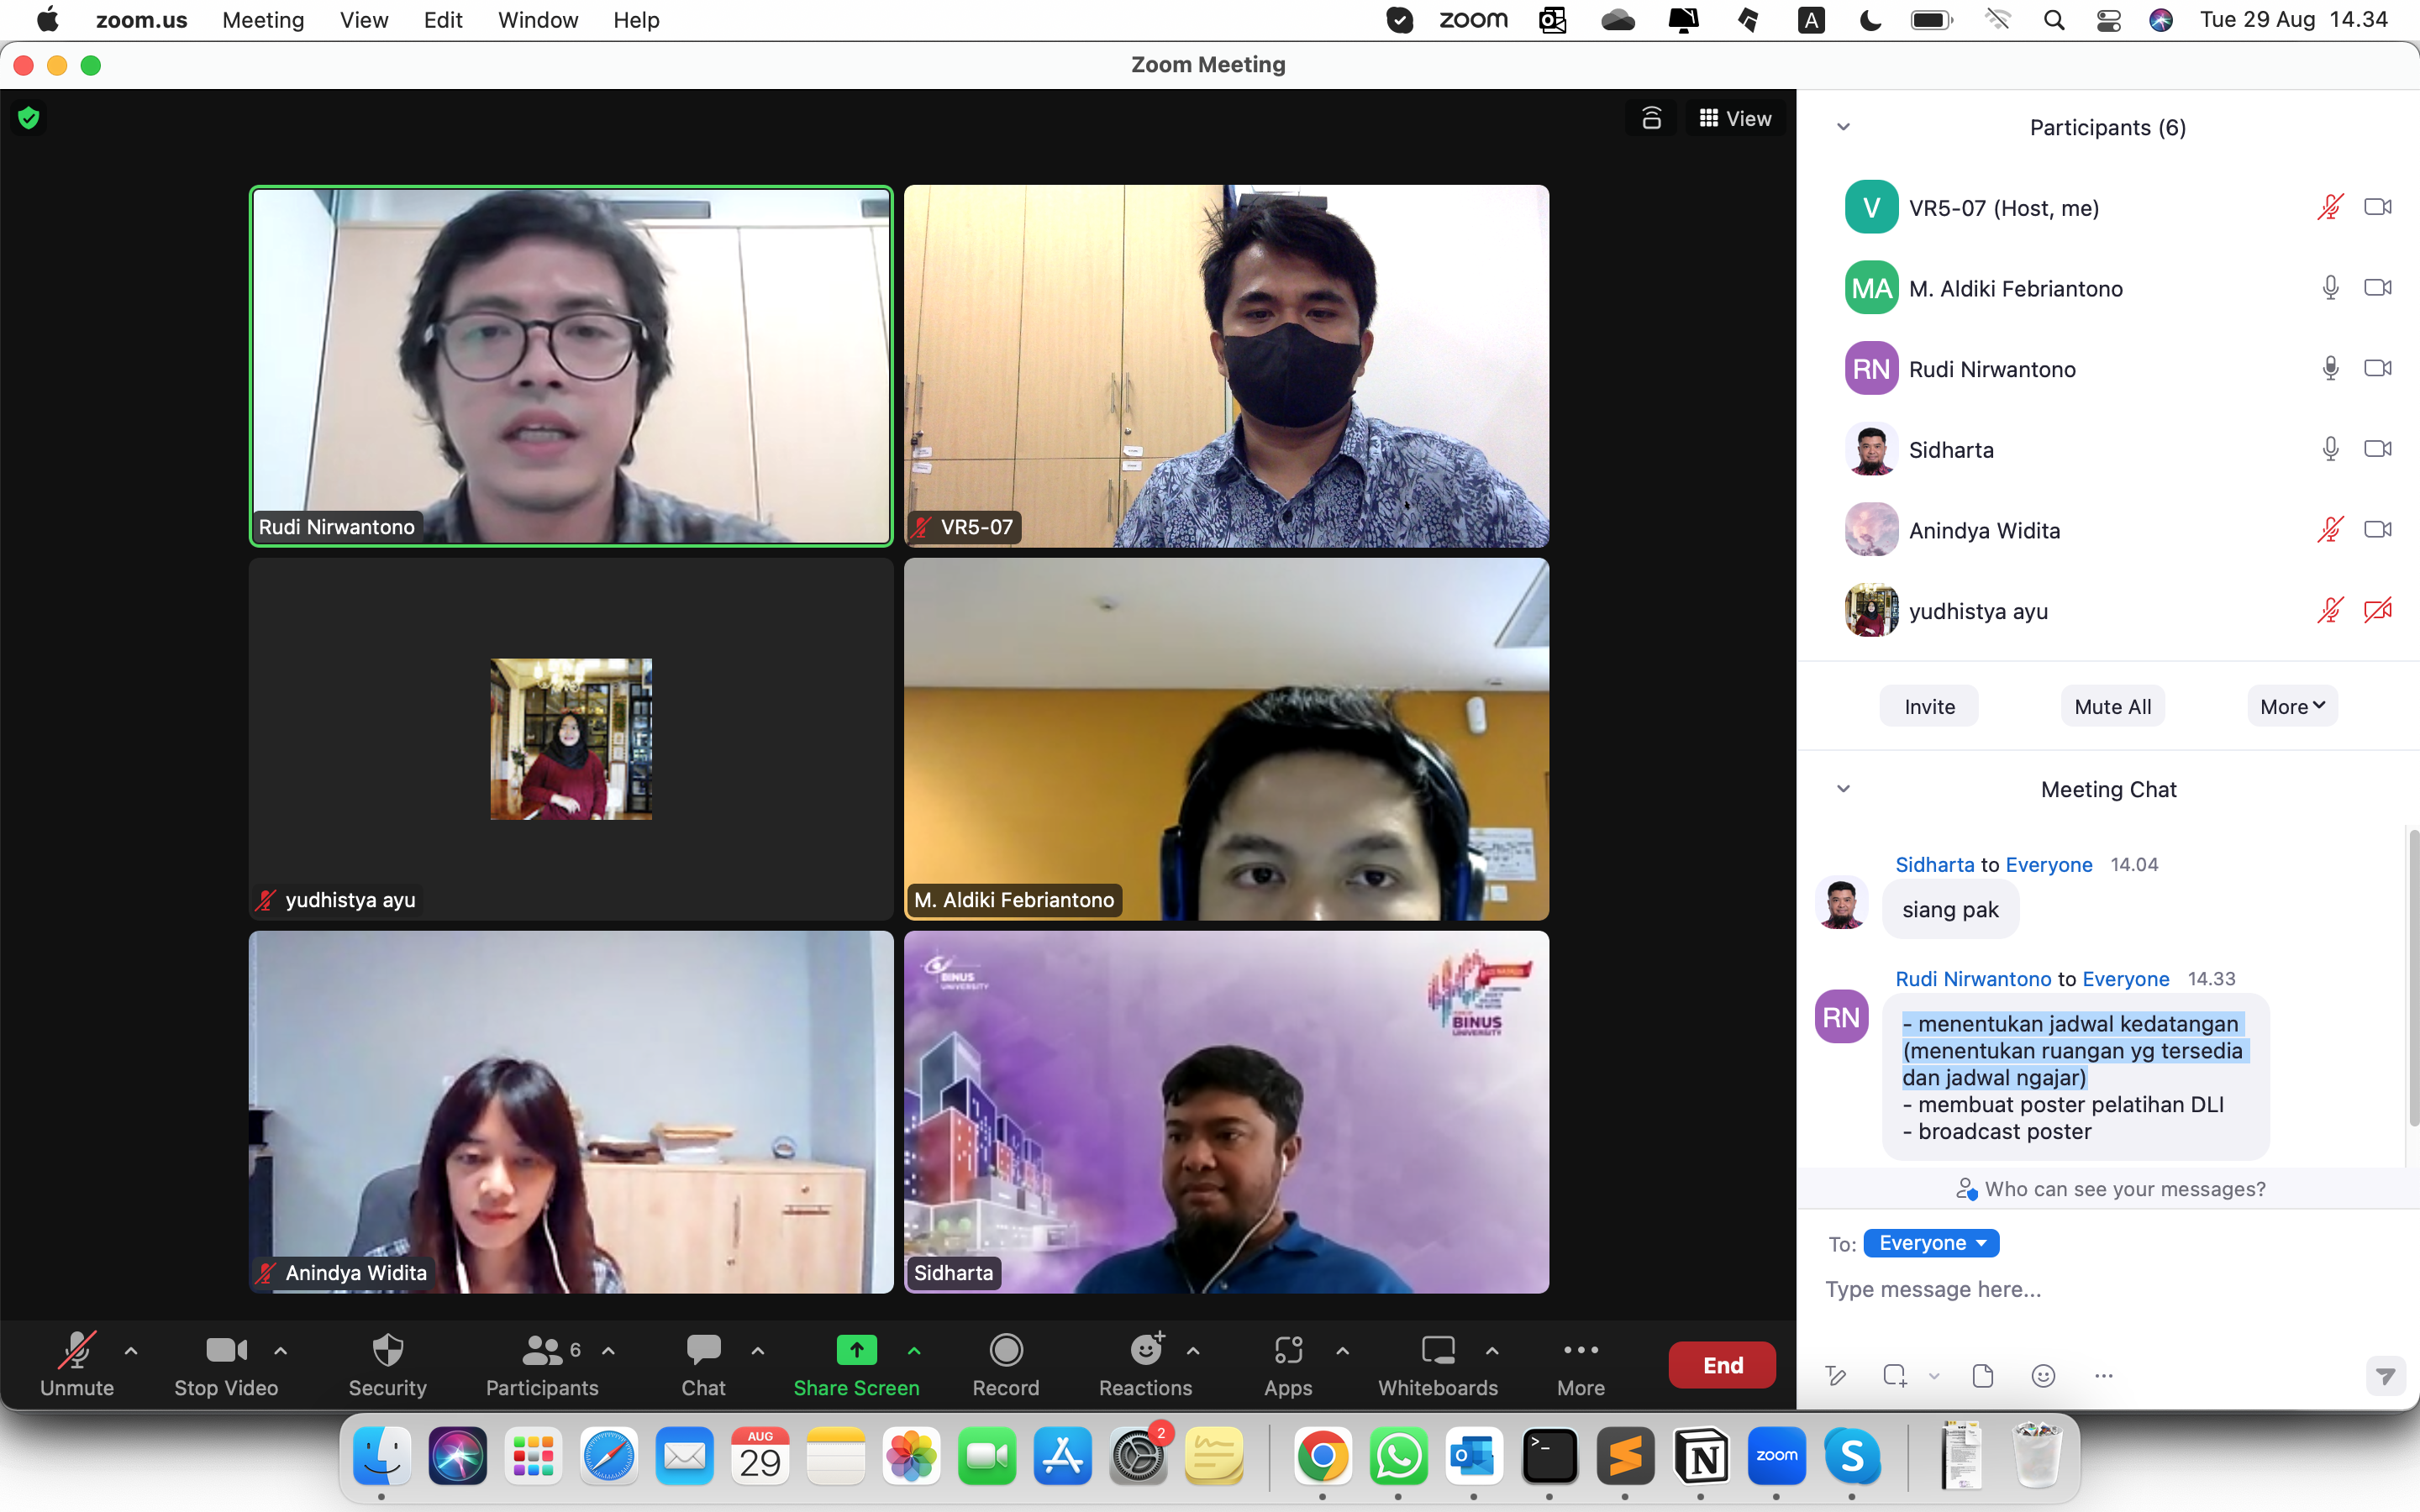 zoom.us Meeting View Edit Window Help
zoom A Tue 29 Aug 14.34
Zoom Meeting
View
Rudi Nirwantono
VR5-07
yudhistya ayu
M. Aldiki Febriantono
BINUS
UNIVERSITY
BINUS
UNIVERSITY
Anindya Widita
Sidharta
Unmute
Stop Video
Security
6
Participants
Chat
Share Screen
Record
Reactions
Apps
Whiteboards
More
End
Participants (6)
V VR5-07 (Host, me)
MA M. Aldiki Febriantono
RN Rudi Nirwantono
Sidharta
Anindya Widita
yudhistya ayu
Invite Mute All More
Meeting Chat
Sidharta to Everyone 14.04
siang pak
Rudi Nirwantono to Everyone 14.33
RN
- menentukan jadwal kedatangan
(menentukan ruangan yg tersedia
dan jadwal ngajar)
- membuat poster pelatihan DLI
- broadcast poster
Who can see your messages?
To: Everyone
Type message here...
AUG
29
2
zoom